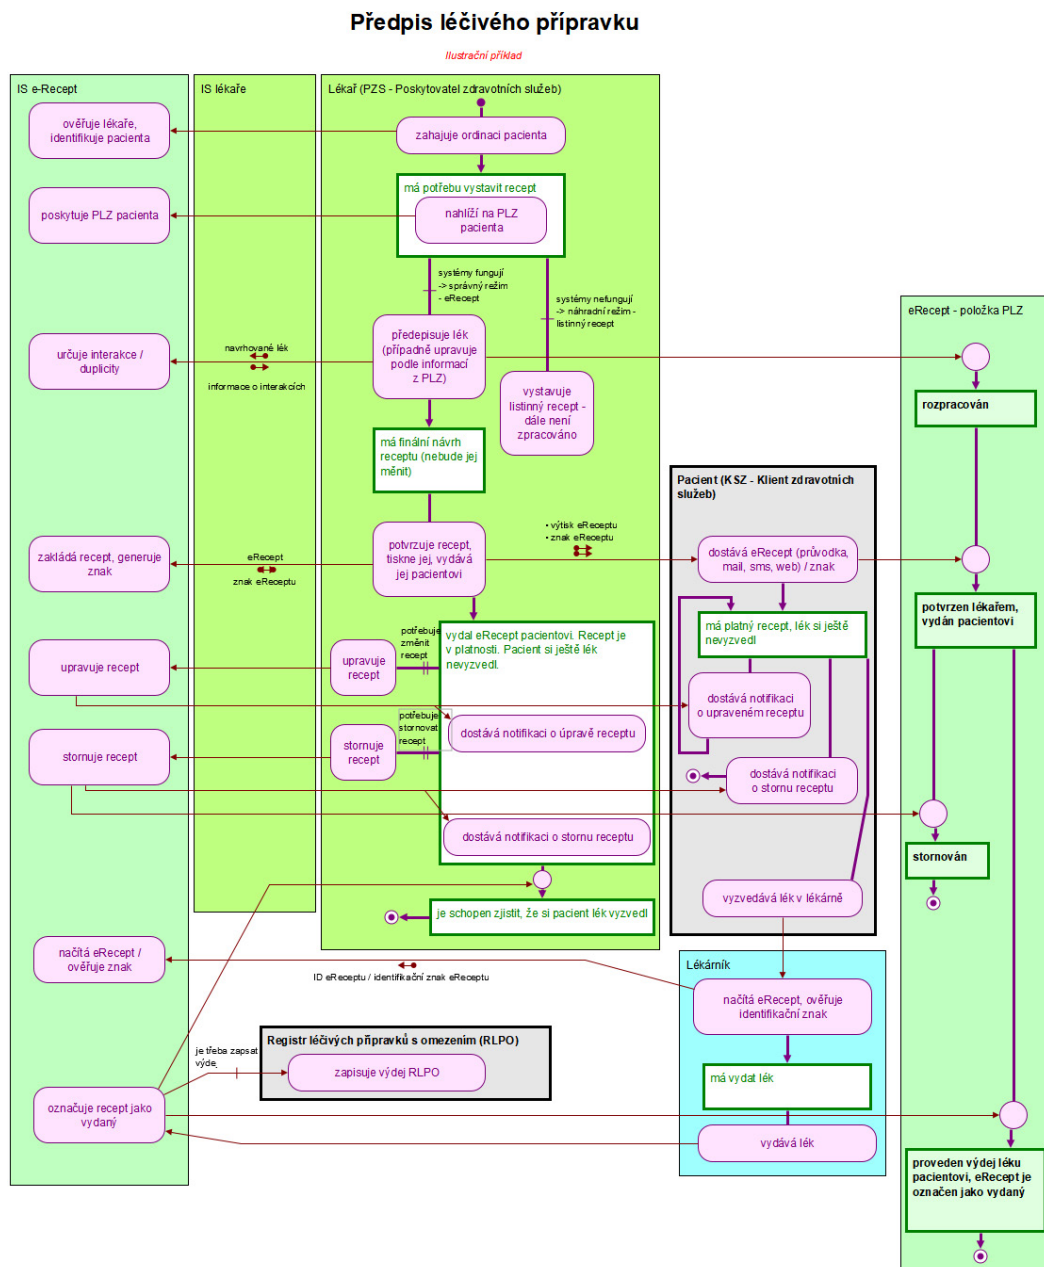 Předpis léčivého přípravku
Ilustrační příklad
IS e-Recept
IS lékaře
Lékař (PZS - Poskytovatel zdravotních služeb)
ověřuje lékaře,
identifikuje pacienta
zahajuje ordinaci pacienta
má potřebu vystavit recept
nahlíží na PLZ
pacienta
poskytuje PLZ pacienta
systémy fungují
-> správný režim
- eRecept
systémy nefungují
-> náhradní režim -
listinný recept
eRecept - položka PLZ
předepisuje lék
(případně upravuje
podle informací
z PLZ)
určuje interakce /
duplicity
navrhované lék
informace o interakcích
vystavuje
listinný recept -
dále není
zpracováno
rozpracován
má finální návrh
receptu (nebude jej
měnit)
Pacient (KSZ - Klient zdravotních
služeb)
potvrzuje recept,
tiskne jej, vydává
jej pacientovi
• výtisk eReceptu
• znak eReceptu
zakládá recept, generuje
znak
eRecept
znak eReceptu
dostává eRecept (průvodka,
mail, sms, web) / znak
potvrzen lékařem,
vydán pacientovi
má platný recept, lék si ještě
nevyzvedl
vydal eRecept pacientovi. Recept je
v platnosti. Pacient si ještě lék
nevyzvedl.
potřebuje
změnit
recept
upravuje
recept
upravuje recept
dostává notifikaci
o upraveném receptu
potřebuje
stornovat
recept
dostává notifikaci o úpravě receptu
stornuje
recept
stornuje recept
dostává notifikaci
o stornu receptu
dostává notifikaci o stornu receptu
stornován
vyzvedává lék v lékárně
je schopen zjistit, že si pacient lék vyzvedl
načítá eRecept /
ověřuje znak
ID eReceptu / identifikační znak eReceptu
Lékárník
načítá eRecept, ověřuje
identifikační znak
Registr léčivých přípravků s omezením (RLPO)
je třeba zapsat
výdej
zapisuje výdej RLPO
má vydat lék
označuje recept jako
vydaný
vydává lék
proveden výdej léku
pacientovi, eRecept je
označen jako vydaný